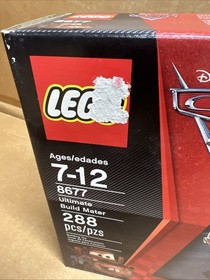 LEGO
Ages/edades
7-12
8677
Ultimate
Build Mater
288
pcs/pzs